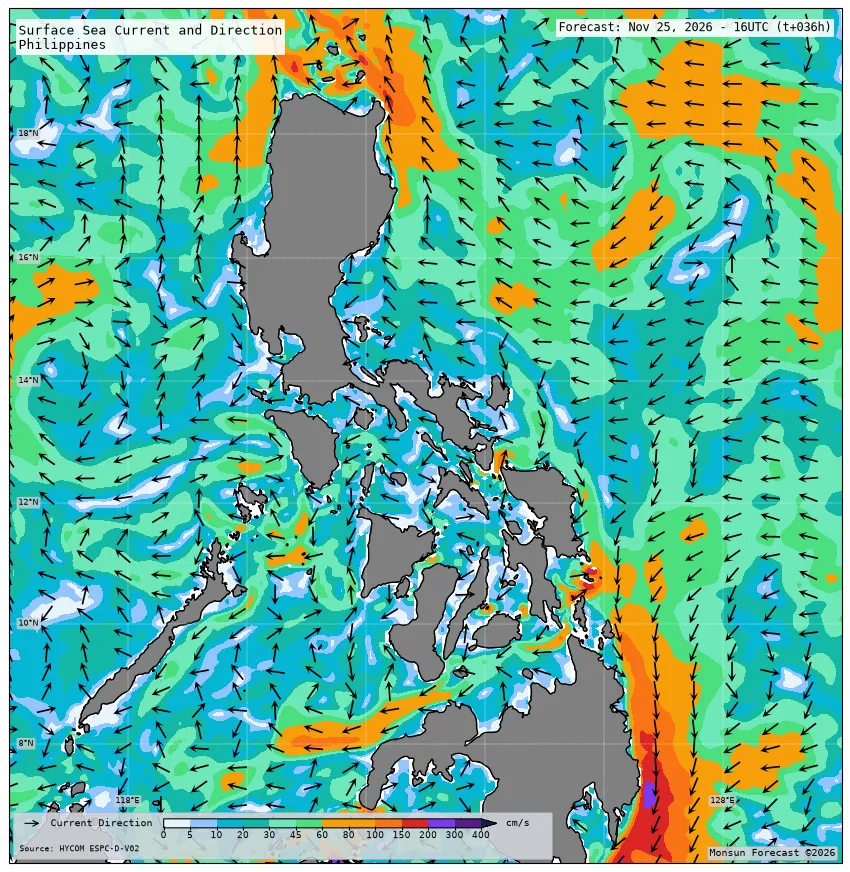 Surface Sea Current and Direction
Philippines
Forecast: Nov 25, 2026 - 16UTC (t+036h)
18°N
16°N
14°N
12°N
10°N
8°N
118°E
128°E
Current Direction
0 5 10 20 30 45 60 80 100 150 200 300 400
cm/s
Source: HYCOM ESPC-D-V02
Monsun Forecast ©2026